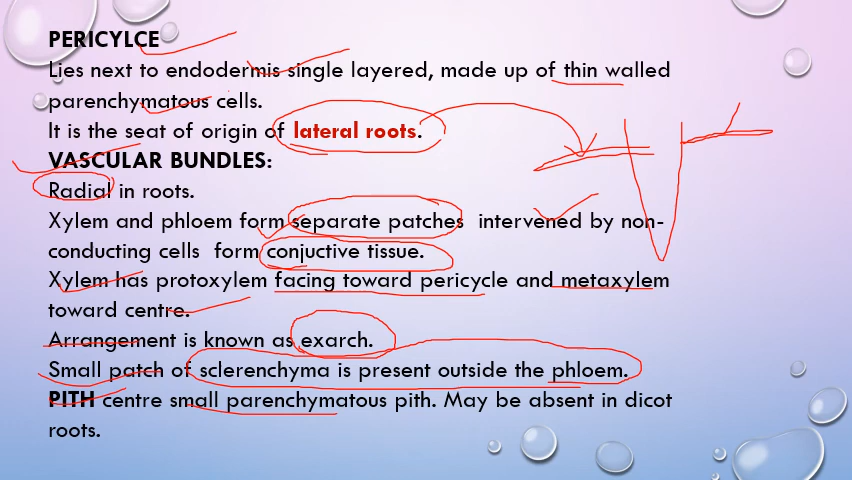 PERICYLCE
Lies next to endodermis single layered, made up of thin walled
parenchymatous cells.
It is the seat of origin of lateral roots.
VASCULAR BUNDLES:
Radial in roots.
Xylem and phloem form separate patches intervened by non-
conducting cells form conjuctive tissue.
Xylem has protoxylem facing toward pericycle and metaxylem
toward centre.
Arrangement is known as exarch.
Small patch of sclerenchyma is present outside the phloem.
PITH centre small parenchymatous pith. May be absent in dicot
roots.